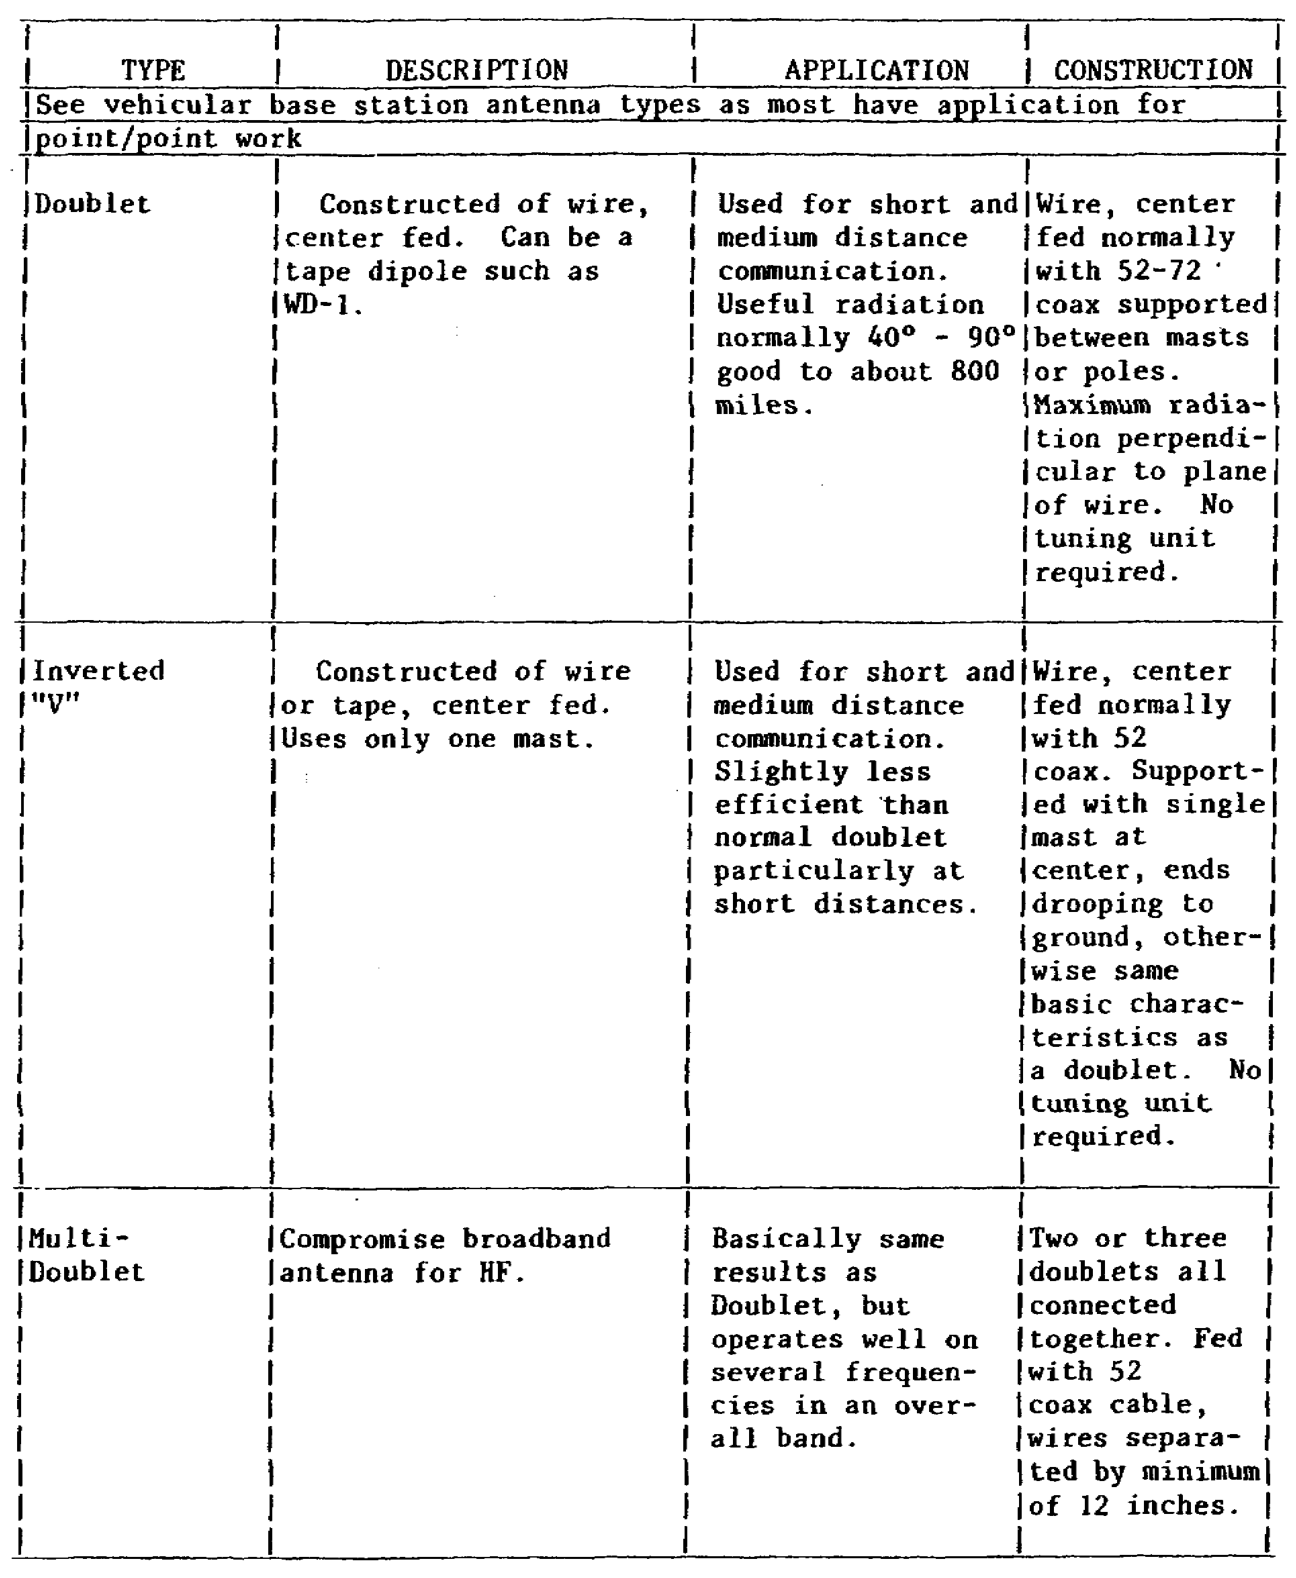 TYPE DESCRIPTION APPLICATION CONSTRUCTION
See vehicular base station antenna types as most have application for
point/point work
Doublet
Constructed of wire,
center fed. Can be a
tape dipole such as
WD-1.
Used for short and
medium distance
communication.
Useful radiation
normally 40° - 90°
good to about 800
miles.
Wire, center
fed normally
with 52-72
coax supported
between masts
or poles.
Maximum radia-
tion perpendi-
cular to plane
of wire. No
tuning unit
required.
Inverted
"V"
Constructed of wire
or tape, center fed.
Uses only one mast.
Used for short and
medium distance
communication.
Slightly less
efficient than
normal doublet
particularly at
short distances.
Wire, center
fed normally
with 52
coax. Support-
ed with single
mast at
center, ends
drooping to
ground, other-
wise same
basic charac-
teristics as
a doublet. No
tuning unit
required.
Multi-
Doublet
Compromise broadband
antenna for HF.
Basically same
results as
Doublet, but
operates well on
several frequen-
cies in an over-
all band.
Two or three
doublets all
connected
together. Fed
with 52
coax cable,
wires separa-
ted by minimum
of 12 inches.